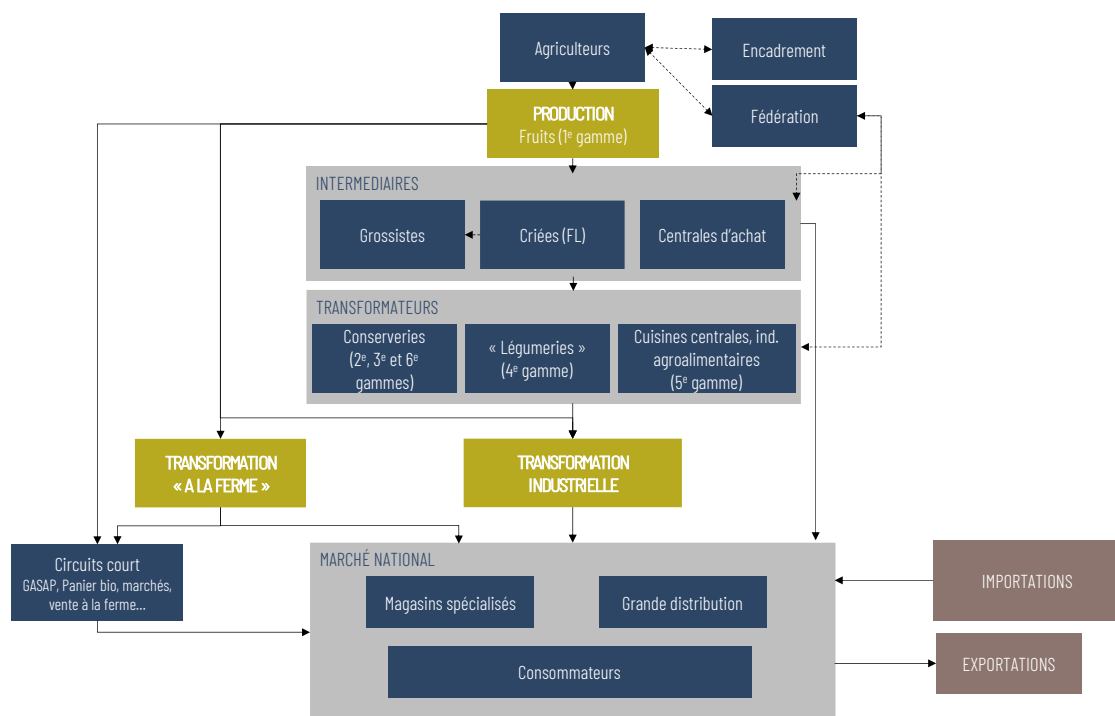 Agriculteurs
Encadrement
PRODUCTION
Fruits (1e gamme)
Fédération
INTERMEDIAIRES
Grossistes
Criées (FL)
Centrales d'achat
TRANSFORMATEURS
Conserveries
(2e, 3e et 6e
gammes)
« Légumeries »
(4e gamme)
Cuisines centrales, ind.
agroalimentaires
(5e gamme)
TRANSFORMATION
« A LA FERME »
TRANSFORMATION
INDUSTRIELLE
Circuits court
GASAP, Panier bio, marchés,
vente à la ferme...
MARCHÉ NATIONAL
Magasins spécialisés
Grande distribution
Consommateurs
IMPORTATIONS
EXPORTATIONS